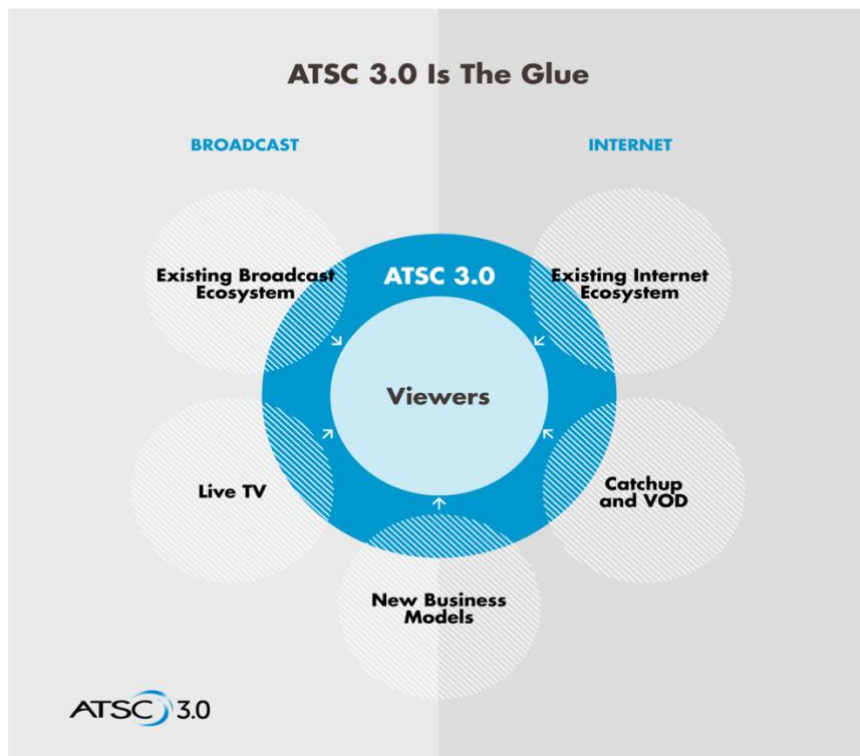 ATSC 3.0 Is The Glue
BROADCAST
INTERNET
Existing Broadcast
Ecosystem
ATSC 3.0
Existing Internet
Ecosystem
Viewers
Live TV
Catchup
and VOD
New Business
Models
ATSC 3.0